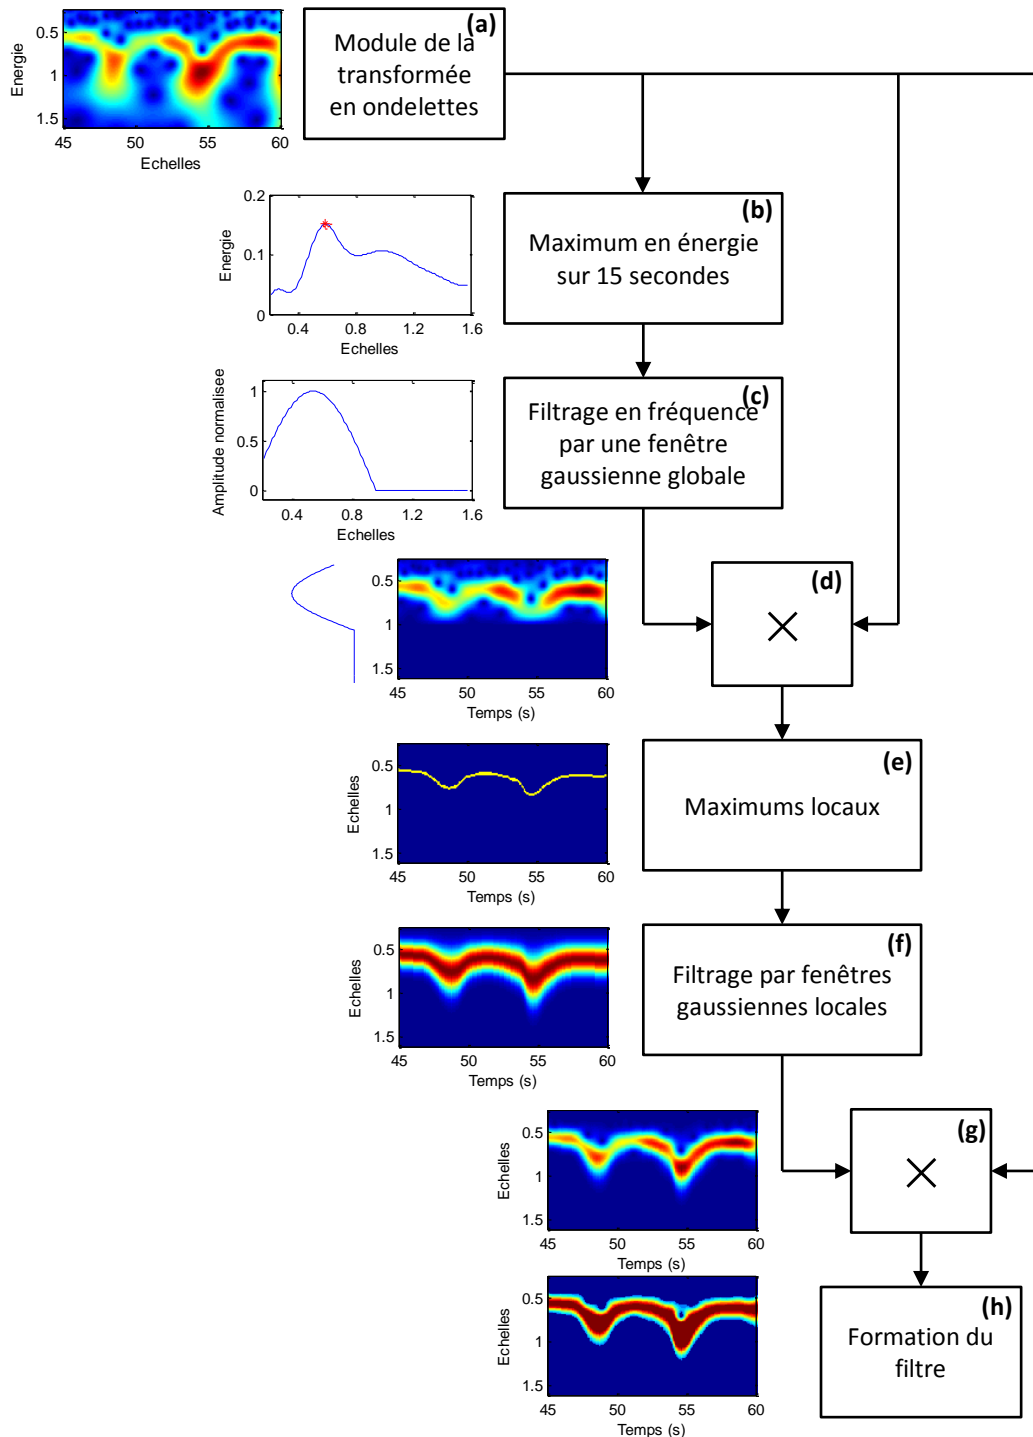 (a)
Module de la
transformée
en ondelettes
Energie
0.5
1
1.5
45 50 55 60
Echelles
(b)
Maximum en énergie
sur 15 secondes
Energie
0.2
0.1
0
0.4 0.8 1.2 1.6
Echelles
(c)
Filtrage en fréquence
par une fenêtre
gaussienne globale
Amplitude normalisee
1
0.5
0
0.4 0.8 1.2 1.6
Echelles
(d)
0.5
1
1.5
45 50 55 60
Temps (s)
(e)
Maximums locaux
Echelles
0.5
1
1.5
45 50 55 60
Temps (s)
(f)
Filtrage par fenêtres
gaussiennes locales
Echelles
0.5
1
1.5
45 50 55 60
Temps (s)
(g)
Echelles
0.5
1
1.5
45 50 55 60
Temps (s)
(h)
Formation du
filtre
Echelles
0.5
1
1.5
45 50 55 60
Temps (s)